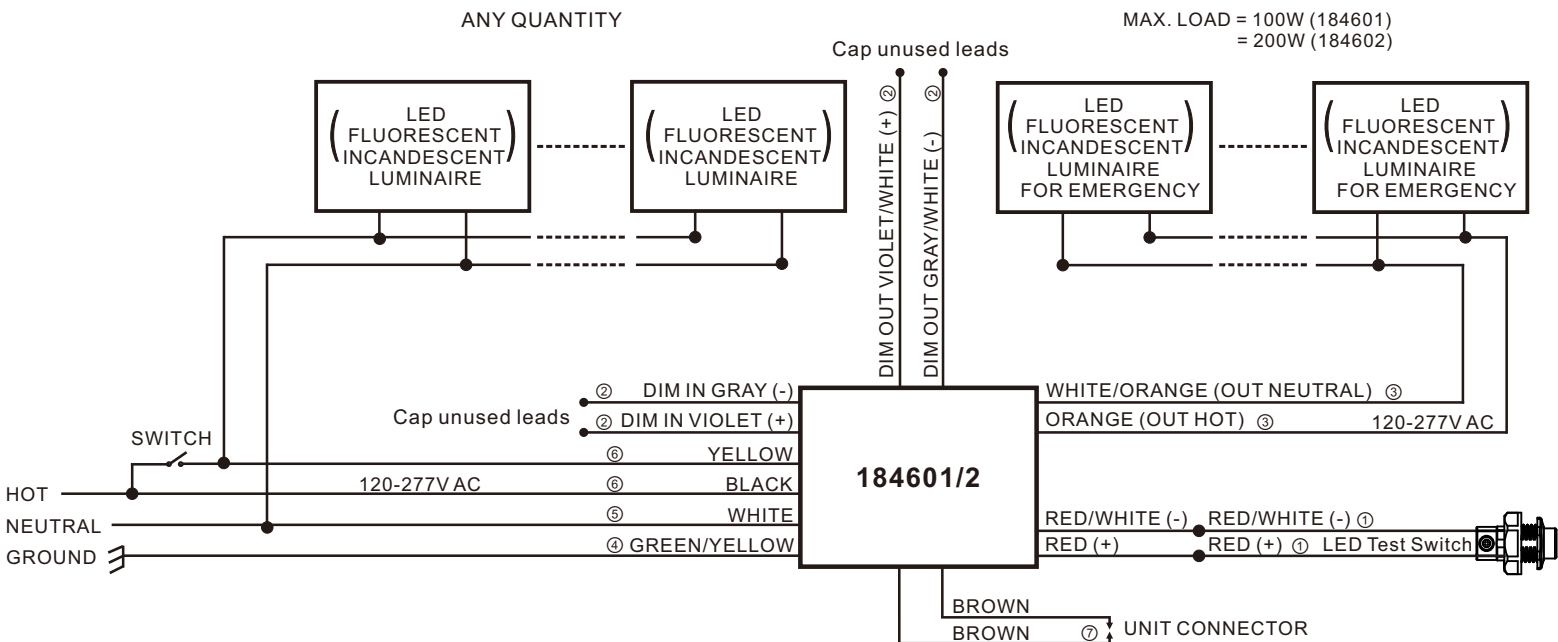 ANY QUANTITY
MAX. LOAD = 100W (184601)
= 200W (184602)
Cap unused leads
LED
FLUORESCENT
INCANDESCENT
LUMINAIRE
LED
FLUORESCENT
INCANDESCENT
LUMINAIRE
DIM OUT VIOLET/WHITE (+) ②
DIM OUT GRAY/WHITE (-) ②
LED
FLUORESCENT
INCANDESCENT
LUMINAIRE
FOR EMERGENCY
LED
FLUORESCENT
INCANDESCENT
LUMINAIRE
FOR EMERGENCY
② DIM IN GRAY (-)
Cap unused leads
② DIM IN VIOLET (+)
SWITCH
⑥ YELLOW
HOT 120-277V AC ⑥ BLACK
NEUTRAL ⑤ WHITE
GROUND ④ GREEN/YELLOW
184601/2
WHITE/ORANGE (OUT NEUTRAL) ③
ORANGE (OUT HOT) ③ 120-277V AC
RED/WHITE (-) RED/WHITE (-) ①
RED (+) RED (+) ① LED Test Switch
BROWN
BROWN ⑦ UNIT CONNECTOR